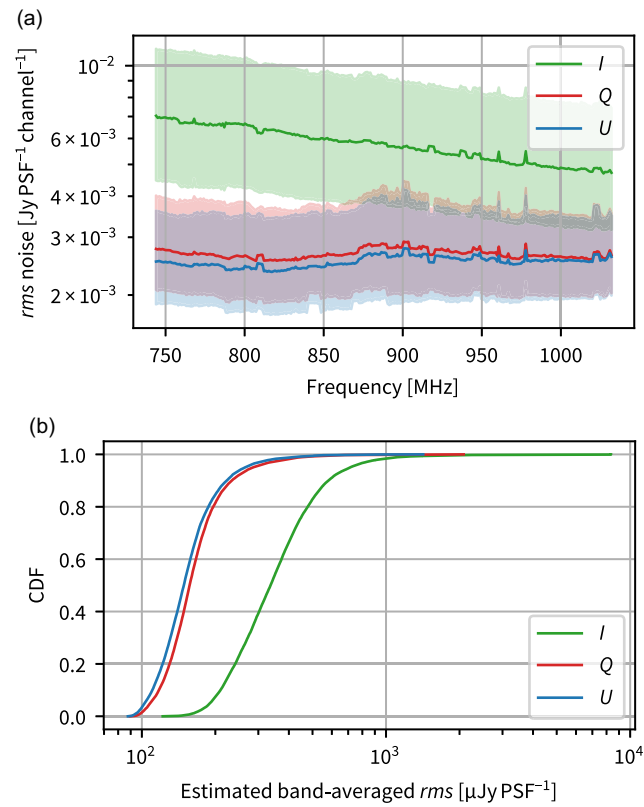 (a)
10⁻²
6 × 10⁻³
4 × 10⁻³
3 × 10⁻³
2 × 10⁻³
rms noise [Jy PSF⁻¹ channel⁻¹]
I
Q
U
750 800 850 900 950 1000
Frequency [MHz]
(b)
1.0
0.8
0.6
0.4
0.2
0.0
CDF
I
Q
U
10² 10³ 10⁴
Estimated band-averaged rms [μJy PSF⁻¹]